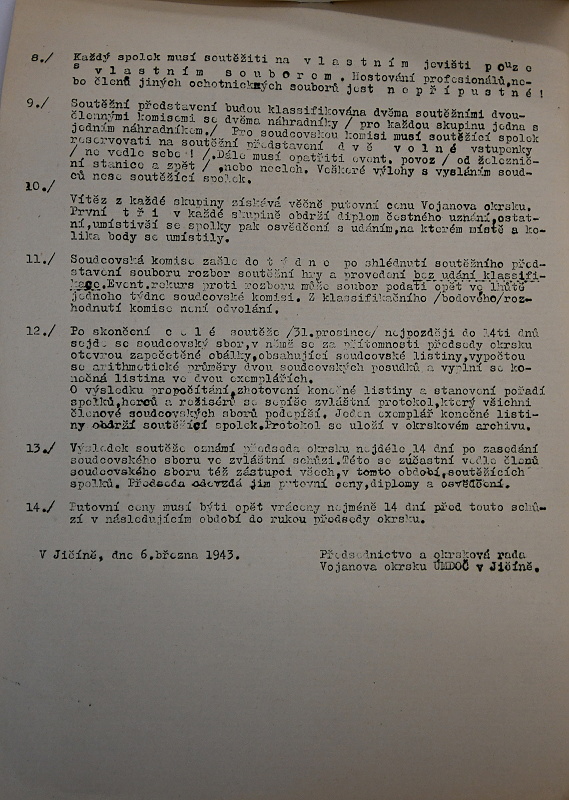 8./ Každý spolek musí soutěžiti na v l a s t n í m jevišti pouze
s v l a s t n í m s o u b o r e m . Hostování profesionálů,ne-
bo členů jiných ochotnických souborů jest n e p ř í p u s t n é !
9./ Soutěžní představení budou klassifikována dvěma soutěžními dvou-
člennými komisemi se dvěma náhradníky / pro každou skupinu jedna s
jedním náhradníkem./ Pro soudcovskou komisi musí soutěžící spolek
reservovati na soutěžní představení d v ě v o l n é vstupenky
/ ne vedle sebe ! /.Dále musí opatřiti event. povoz / od železnič-
ní stanice a zpět / ,nebo nocleh. Veškeré výlohy s vysláním soud-
ců nese soutěžící spolek.
10./
Vítěz z každé skupiny získává věčně putovní cenu Vojanova okrsku.
První t ř i v každé skupině obdrží diplom čestného uznání,ostat-
ní,umístivší se spolky pak osvědčení s udáním,na kterém místě a ko-
lika body se umístily.
11./ Soudcovská komise zašle do t ý d n e po shlédnutí soutěžního před-
stavení souboru rozbor soutěžní hry a provedení bez udání klassifi-
kace.Event.rekurs proti rozboru může soubor podati opět ve lhůtě
jednoho týdne soudcovské komisi. Z klassifikačního /bodového/roz-
hodnutí komise není odvolání.
12./ Po skončení c e l é soutěže /31.prosince/ nejpozději do 14ti dnů
sejde se soudcovský sbor,v němž se za přítomnosti předsedy okrsku
otevrou započetěné obálky,obsahující soudcovské listiny,vypočtou
se arithmetické průměry dvou soudcovských posudků a vyplní se ko-
nečná listina ve dvou exemplářích.
O výsledku propočítání,zhotovení konečné listiny a stanovení pořadí
spolků,herců a režisérů se sepíše zvláštní protokol,který všichni
členové soudcovských sborů podepíší. Jeden exemplář konečné listi-
ny obdrží soutěžící spolek.Protokol se uloží v okrskovém archivu.
13./ Výsledek soutěže oznámí předseda okrsku nejdéle 14 dní po zasedání
soudcovského sboru ve zvláštní schůzi.Této se zúčastní vedle členů
soudcovského sboru též zástupci všech,v tomto období,soutěžících
spolků. Předseda odevzdá jim putovní ceny,diplomy a osvědčení.
14./ Putovní ceny musí býti opět vráceny nejméně 14 dní před touto schů-
zí v následujícím období do rukou předsedy okrsku.
V Jičíně, dne 6.března 1943.
Předsednictvo a okrsková rada
Vojanova okrsku ÚMDOČ v Jičíně.